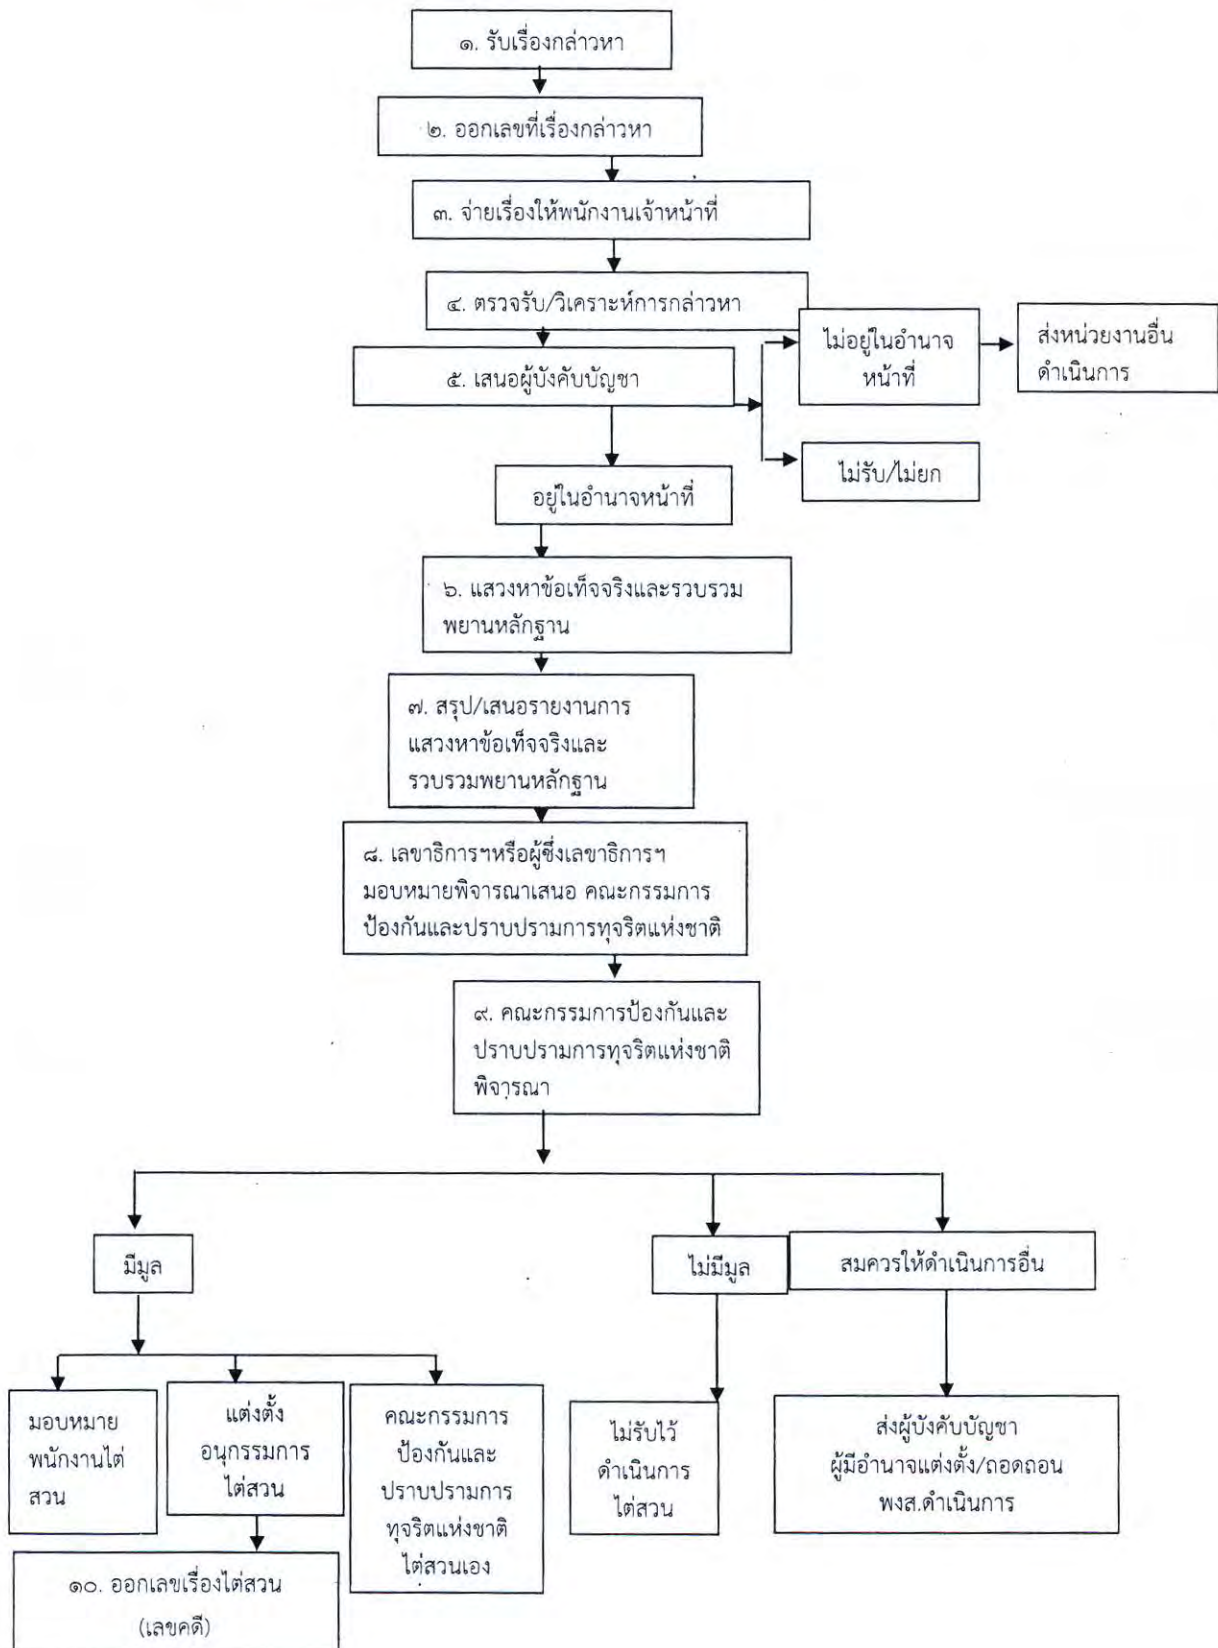 ๑. รับเรื่องกล่าวหา
๒. ออกเลขที่เรื่องกล่าวหา
๓. จ่ายเรื่องให้พนักงานเจ้าหน้าที่
๔. ตรวจรับ/วิเคราะห์การกล่าวหา
ไม่อยู่ในอำนาจ
หน้าที่
ส่งหน่วยงานอื่น
ดำเนินการ
๕. เสนอผู้บังคับบัญชา
ไม่รับ/ไม่ยก
อยู่ในอำนาจหน้าที่
๖. แสวงหาข้อเท็จจริงและรวบรวม
พยานหลักฐาน
๗. สรุป/เสนอรายงานการ
แสวงหาข้อเท็จจริงและ
รวบรวมพยานหลักฐาน
๘. เลขาธิการฯหรือผู้ซึ่งเลขาธิการฯ
มอบหมายพิจารณาเสนอ คณะกรรมการ
ป้องกันและปราบปรามการทุจริตแห่งชาติ
๙. คณะกรรมการป้องกันและ
ปราบปรามการทุจริตแห่งชาติ
พิจารณา
มีมูล
ไม่มีมูล
สมควรให้ดำเนินการอื่น
มอบหมาย
พนักงานไต่
สวน
แต่งตั้ง
อนุกรรมการ
ไต่สวน
คณะกรรมการ
ป้องกันและ
ปราบปรามการ
ทุจริตแห่งชาติ
ไต่สวนเอง
ไม่รับไว้
ดำเนินการ
ไต่สวน
ส่งผู้บังคับบัญชา
ผู้มีอำนาจแต่งตั้ง/ถอดถอน
พงส.ดำเนินการ
๑๐. ออกเลขเรื่องไต่สวน
(เลขคดี)